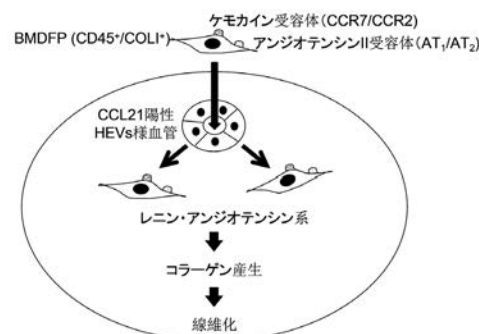 ケモカイン受容体(CCR7/CCR2)
BMDFP (CD45⁺/COLI⁺)
アンジオテンシンII受容体(AT₁/AT₂)
CCL21陽性
HEVs様血管
レニン・アンジオテンシン系
コラーゲン産生
線維化